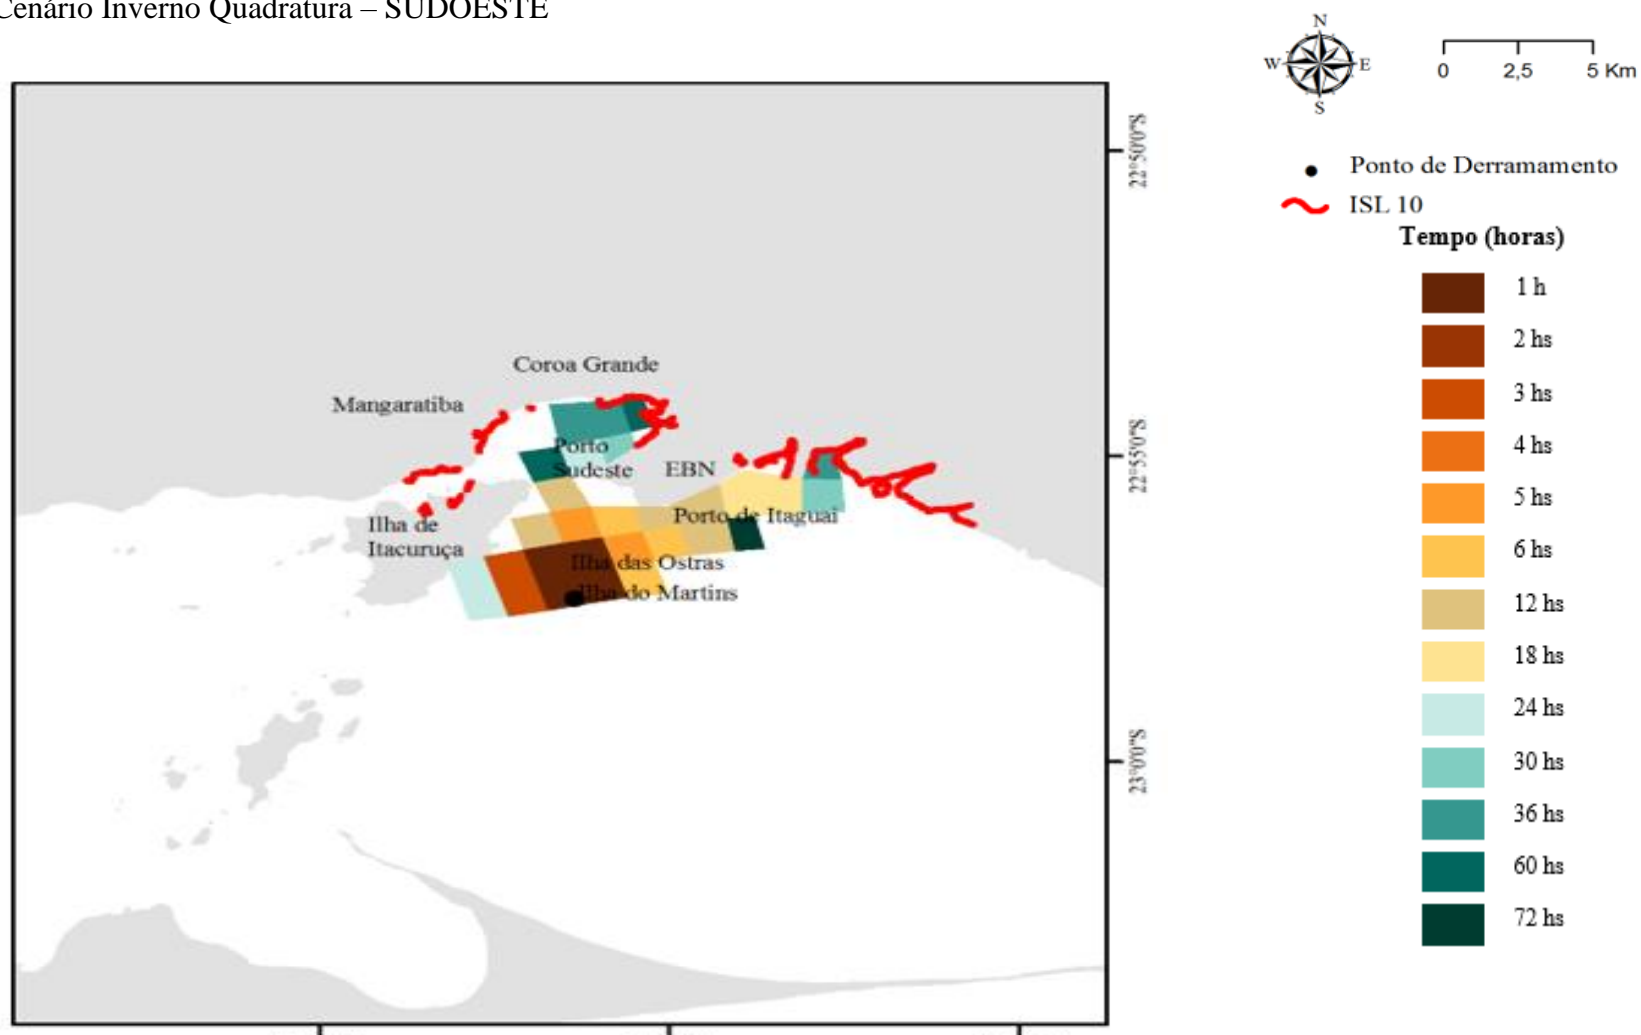 Cenário Inverno Quadratura – SUDOESTE
N
W
E
S
0 2,5 5 Km
Ponto de Derramamento
ISL 10
Tempo (horas)
1 h
2 hs
3 hs
4 hs
5 hs
6 hs
12 hs
18 hs
24 hs
30 hs
36 hs
60 hs
72 hs
22°50'0"S
22°55'0"S
23°0'0"S
Coroa Grande
Mangaratiba
Porto
Sudeste
EBN
Porto de Itaguai
Ilha de
Itacuruça
Ilha das Ostras
Ilha do Martins